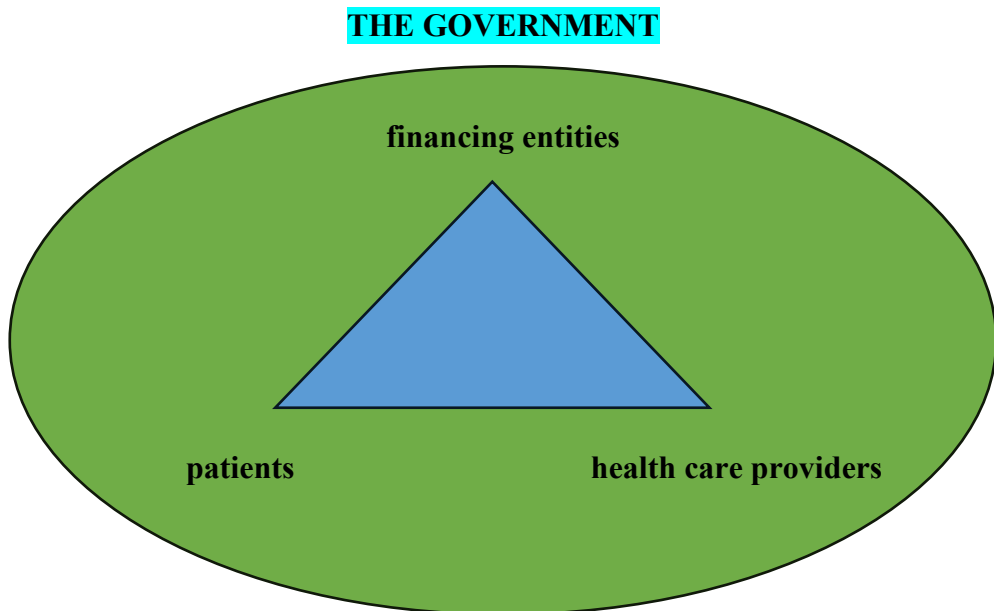 THE GOVERNMENT
financing entities
patients
health care providers